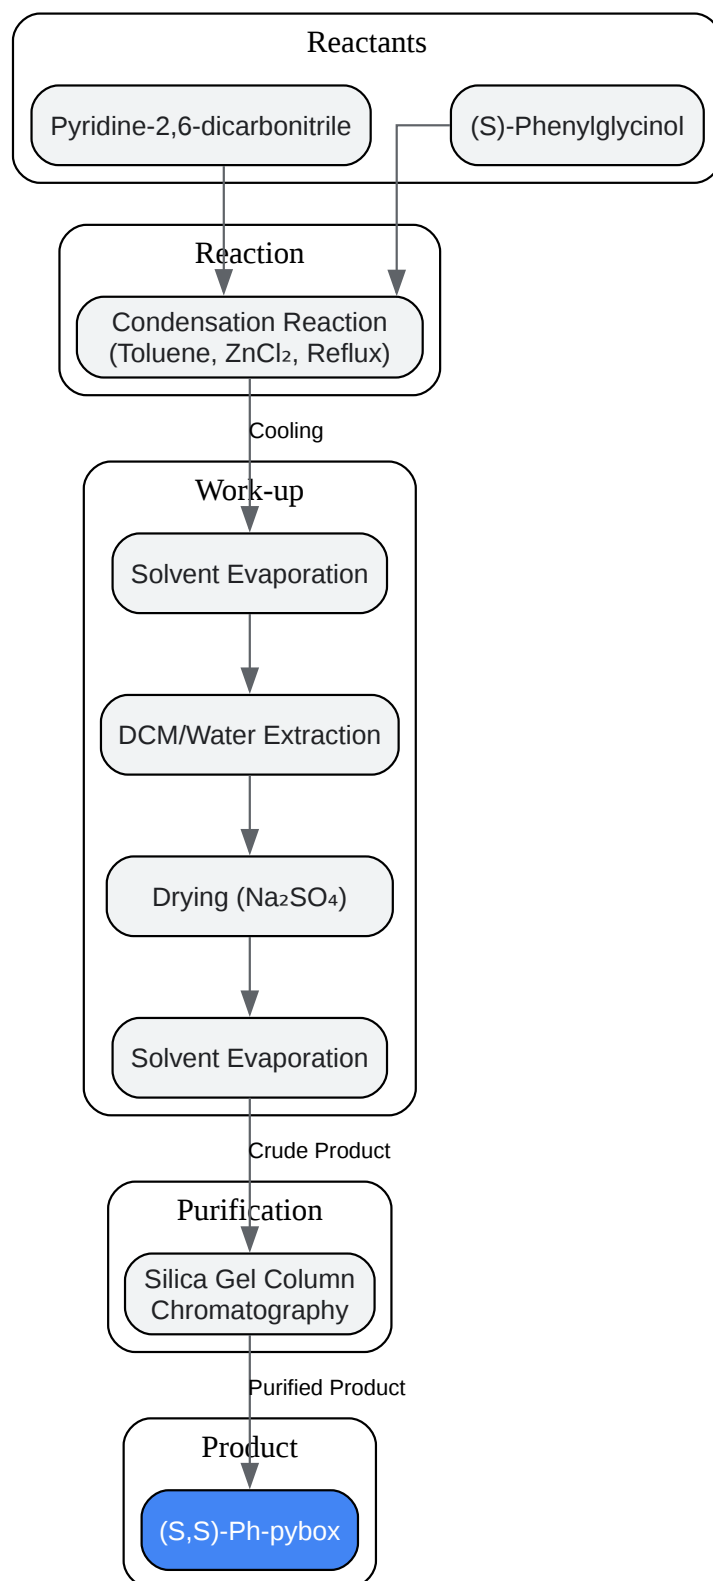 Reactants
Pyridine-2,6-dicarbonitrile
(S)-Phenylglycinol
Reaction
Condensation Reaction
(Toluene, ZnCl₂, Reflux)
Cooling
Work-up
Solvent Evaporation
DCM/Water Extraction
Drying (Na₂SO₄)
Solvent Evaporation
Crude Product
Purification
Silica Gel Column
Chromatography
Purified Product
Product
(S,S)-Ph-pybox